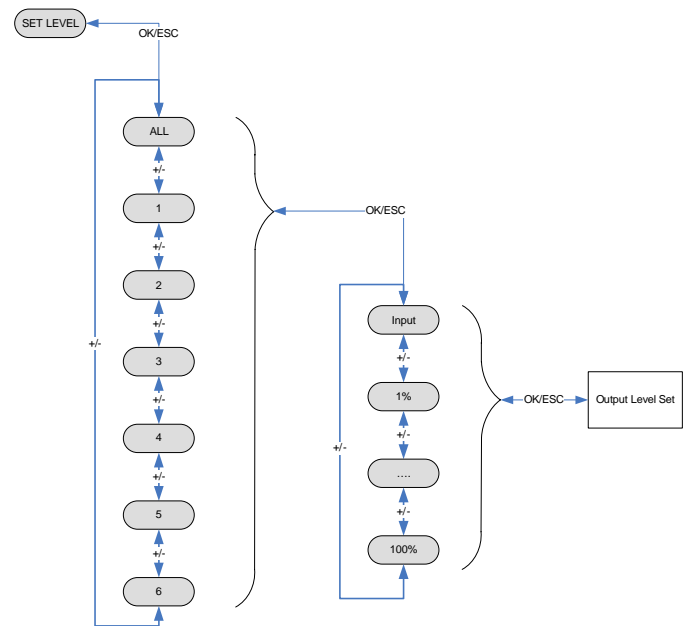 SET LEVEL
OK/ESC
ALL
+/-
1
+/-
2
+/-
3
+/-
4
+/-
5
+/-
6
+/-
OK/ESC
Input
+/-
1%
+/-
....
+/-
100%
+/-
OK/ESC
Output Level Set